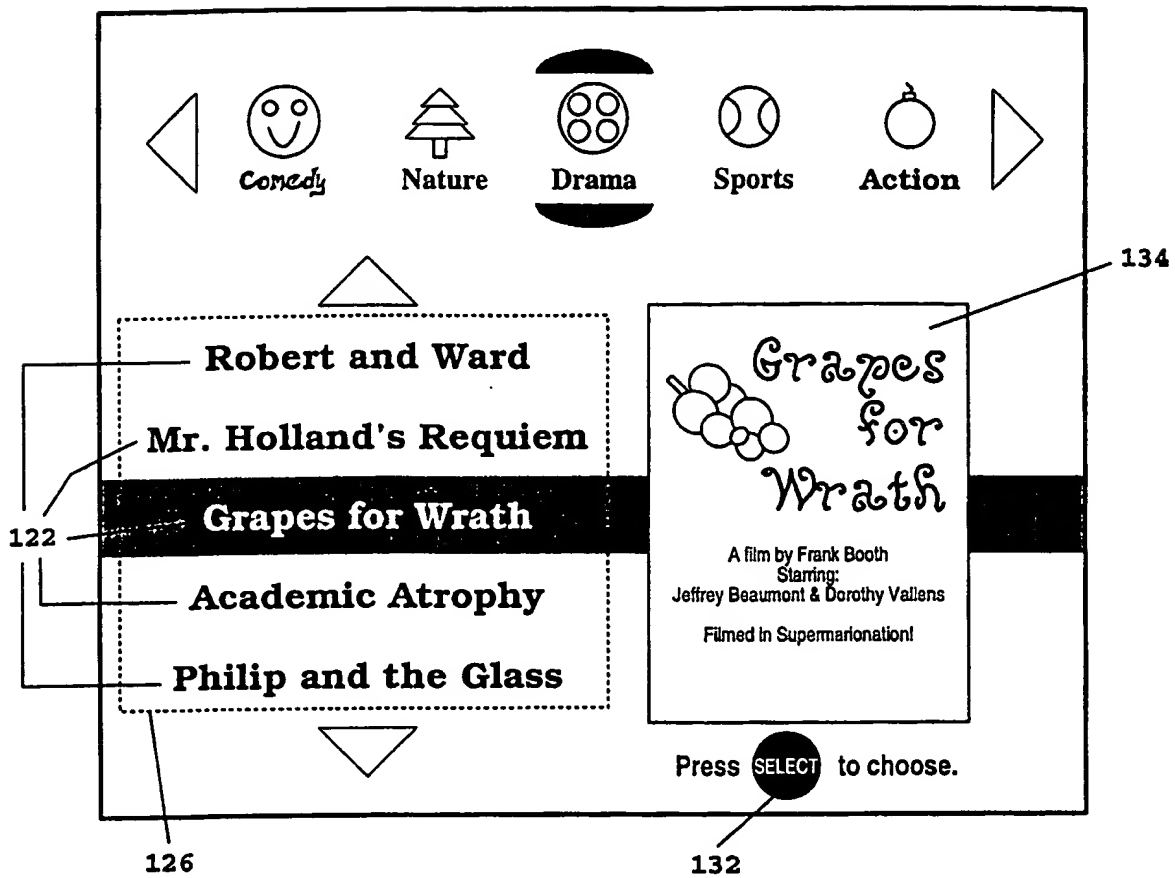 Comedy Nature Drama Sports Action
134
Robert and Ward
Mr. Holland's Requiem
122
Grapes for Wrath
Academic Atrophy
Philip and the Glass
Grapes
for
Wrath
A film by Frank Booth
Starring:
Jeffrey Beaumont & Dorothy Vallens
Filmed in Supermarionation!
Press SELECT to choose.
126
132